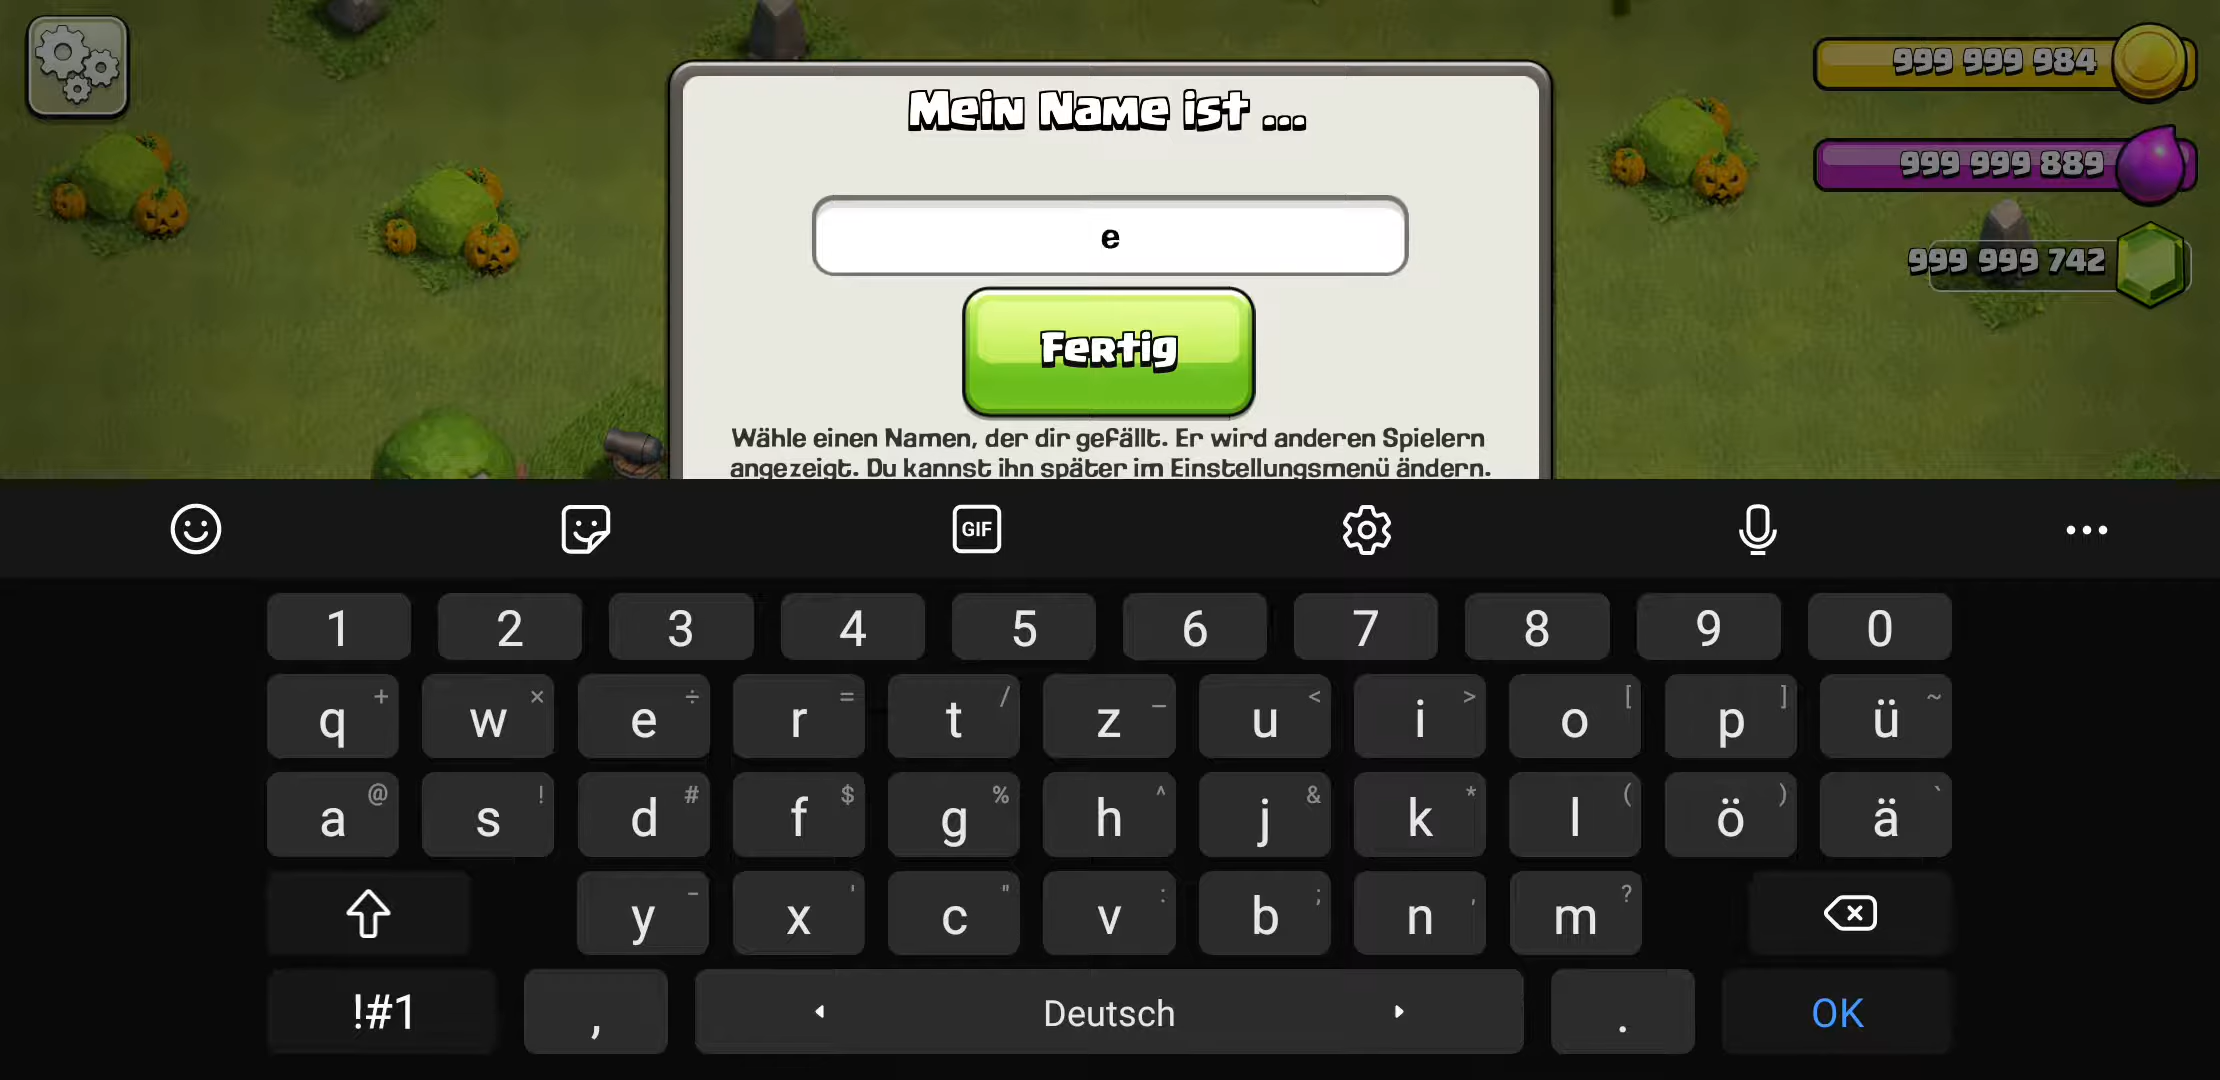 999 999 984
Mein Name ist ...
999 999 889
e
999 999 742
Fertig
Wähle einen Namen, der dir gefällt. Er wird anderen Spielern
angezeigt. Du kannst ihn später im Einstellungsmenü ändern.
GIF
1 2 3 4 5 6 7 8 9 0
q + w × e ÷ r = t / z _ u < i > o [ p ] ü ~
a @ s ! d # f $ g % h ^ j & k * l ( ö ) ä `
y - x ' c " v : b ; n , m ?
!#1 , Deutsch . OK